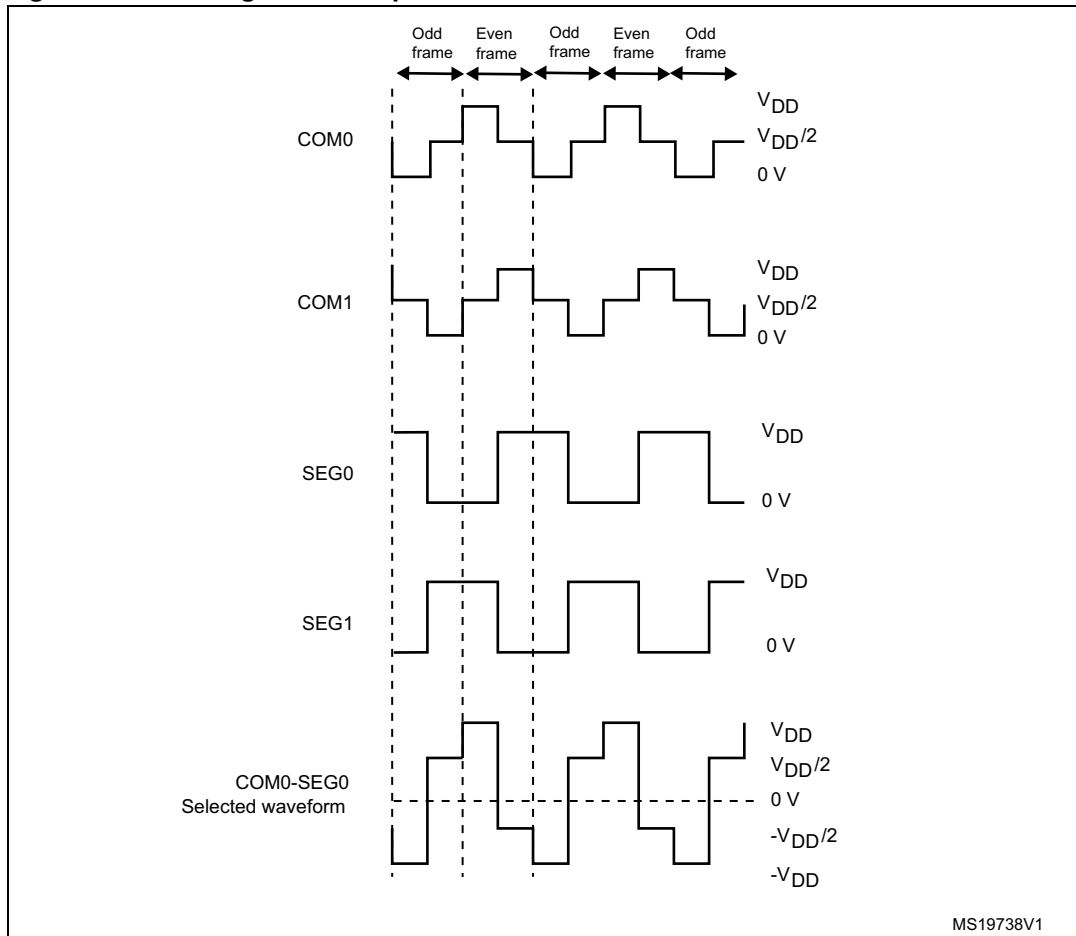 Odd Even Odd Even Odd
frame frame frame frame frame
VDD
COM0
VDD/2
0 V
VDD
COM1
VDD/2
0 V
VDD
SEG0
0 V
VDD
SEG1
0 V
VDD
VDD/2
COM0-SEG0
Selected waveform
0 V
-VDD/2
-VDD
MS19738V1